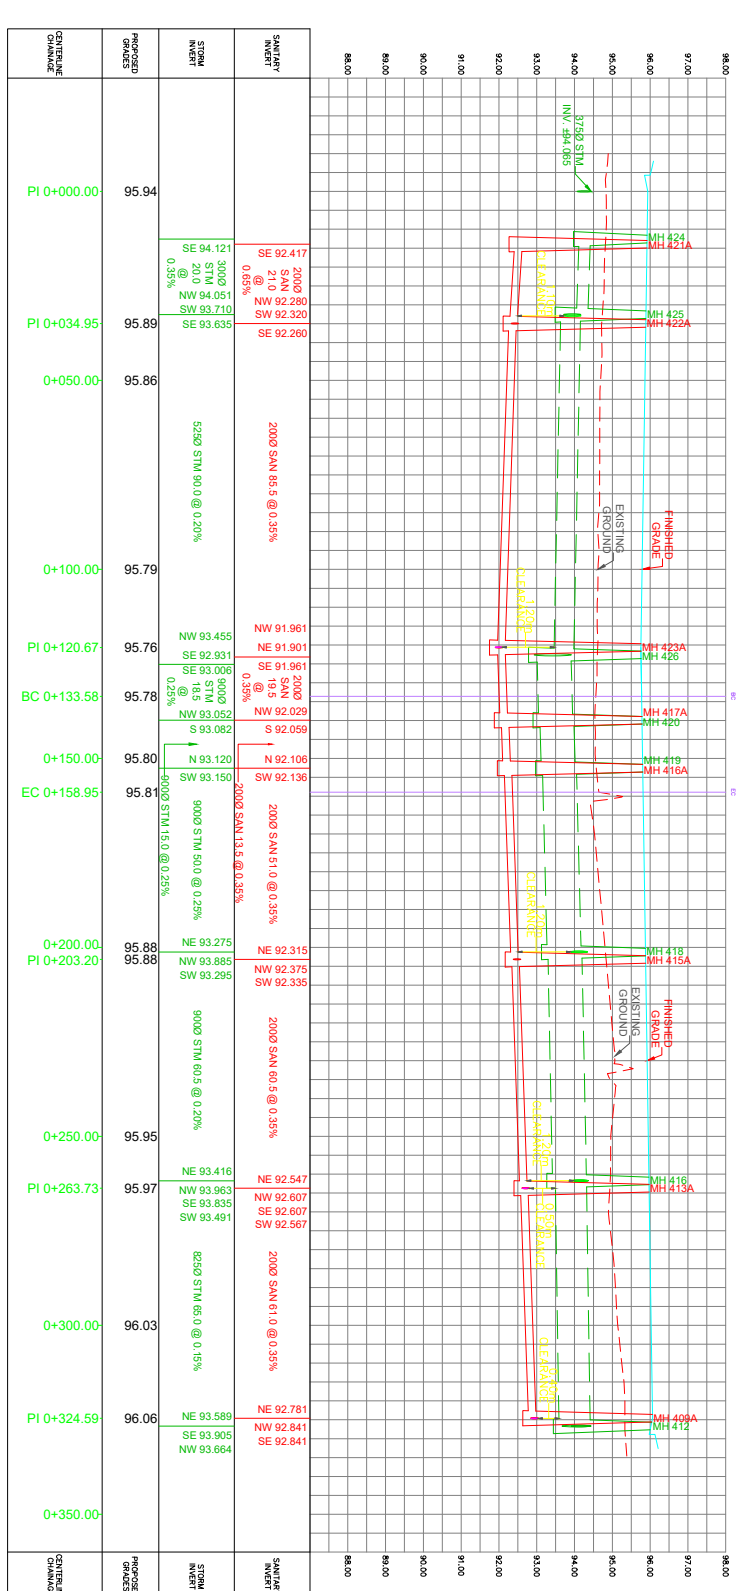 98.00
97.00
96.00
95.00
94.00
93.00
92.00
91.00
90.00
89.00
88.00
SANITARY
INVERT
STORM
INVERT
PROPOSED
GRADES
CENTERLINE
CHAINAGE
375Ø STM
INV. ±94.065
MH 424
MH 421A
CLEARANCE
MH 425
MH 422A
FINISHED
GRADE
EXISTING
GROUND
CLEARANCE
MH 423A
MH 426
BC
MH 417A
MH 420
MH 419
MH 416A
EC
CLEARANCE
MH 418
MH 415A
FINISHED
GRADE
EXISTING
GROUND
CLEARANCE
MH 416
MH 413A
CLEARANCE
CLEARANCE
MH 409A
MH 412
SE 92.417
200Ø
SAN
21.0
@
0.65%
NW 92.280
SW 92.320
SE 92.260
200Ø SAN 85.5 @ 0.35%
NW 91.961
NE 91.901
SE 91.961
200Ø
SAN
19.5
@
0.35%
NW 92.029
S 92.059
N 92.106
SW 92.136
200Ø SAN 13.5 @ 0.35%
200Ø SAN 51.0 @ 0.35%
NE 92.315
NW 92.375
SW 92.335
200Ø SAN 60.5 @ 0.35%
NE 92.547
NW 92.607
SE 92.607
SW 92.567
200Ø SAN 61.0 @ 0.35%
NE 92.781
NW 92.841
SE 92.841
SE 94.121
300Ø
STM
20.0
@
0.35%
NW 94.051
SW 93.710
SE 93.635
525Ø STM 90.0 @ 0.20%
NW 93.455
SE 92.931
SE 93.006
900Ø
STM
18.5
@
0.25%
NW 93.052
S 93.082
N 93.120
SW 93.150
900Ø STM 15.0 @ 0.25%
900Ø STM 50.0 @ 0.25%
NE 93.275
NW 93.885
SW 93.295
900Ø STM 60.5 @ 0.20%
NE 93.416
NW 93.963
SE 93.835
SW 93.491
825Ø STM 65.0 @ 0.15%
NE 93.589
SE 93.905
NW 93.664
95.94
95.89
95.86
95.79
95.76
95.78
95.80
95.81
95.88
95.88
95.95
95.97
96.03
96.06
PI 0+000.00
PI 0+034.95
0+050.00
0+100.00
PI 0+120.67
BC 0+133.58
0+150.00
EC 0+158.95
0+200.00
PI 0+203.20
0+250.00
PI 0+263.73
0+300.00
PI 0+324.59
0+350.00
98.00
97.00
96.00
95.00
94.00
93.00
92.00
91.00
90.00
89.00
88.00
SANITAR
INVERT
STORM
INVERT
PROPOSE
GRADES
CENTERLIN
CHAINAG